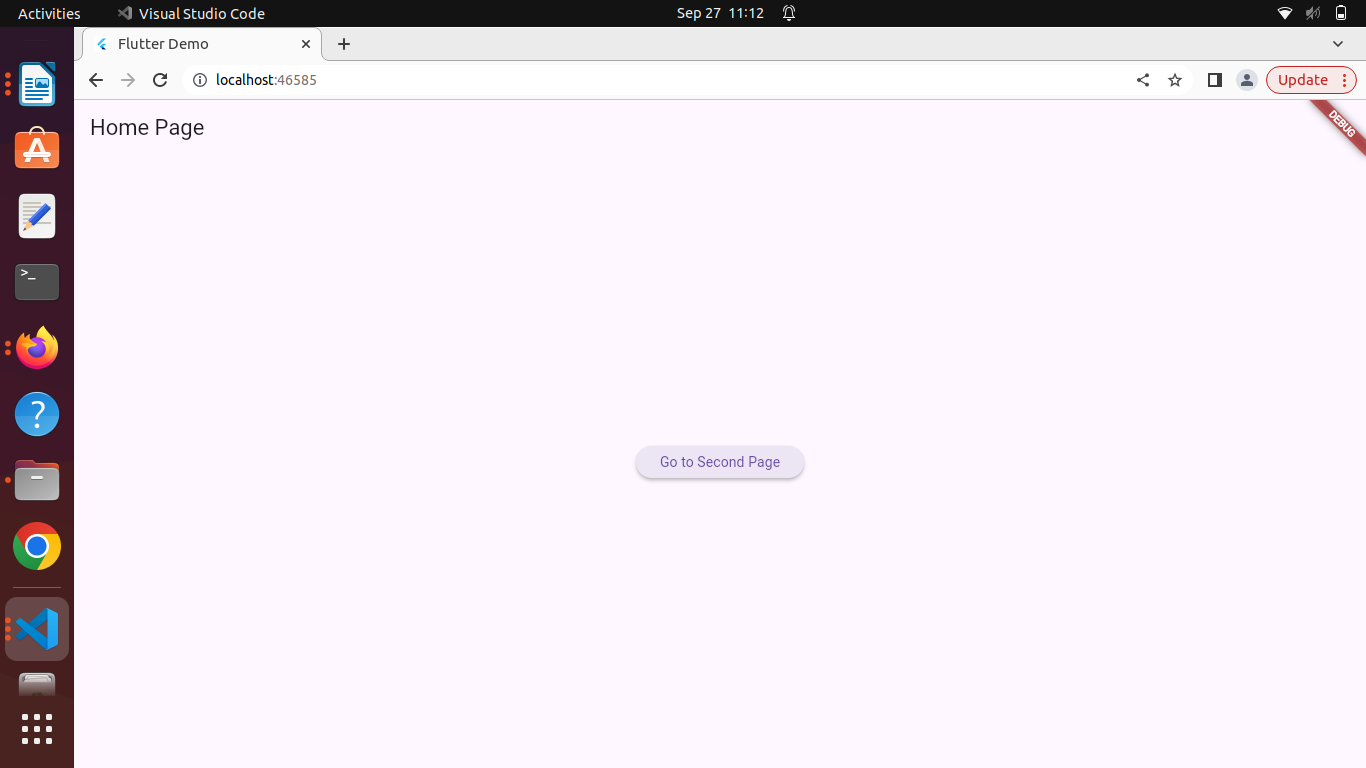 Activities
Visual Studio Code
Sep 27 11:12
Flutter Demo
localhost:46585
Update
Home Page
DEBUG
>_
?
Go to Second Page